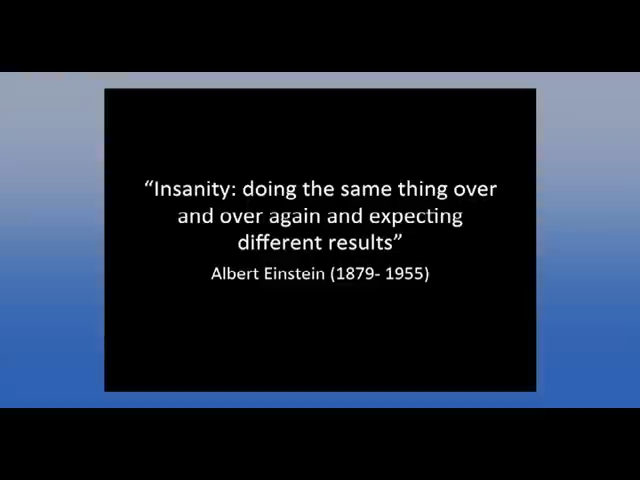 “Insanity: doing the same thing over
and over again and expecting
different results”
Albert Einstein (1879- 1955)